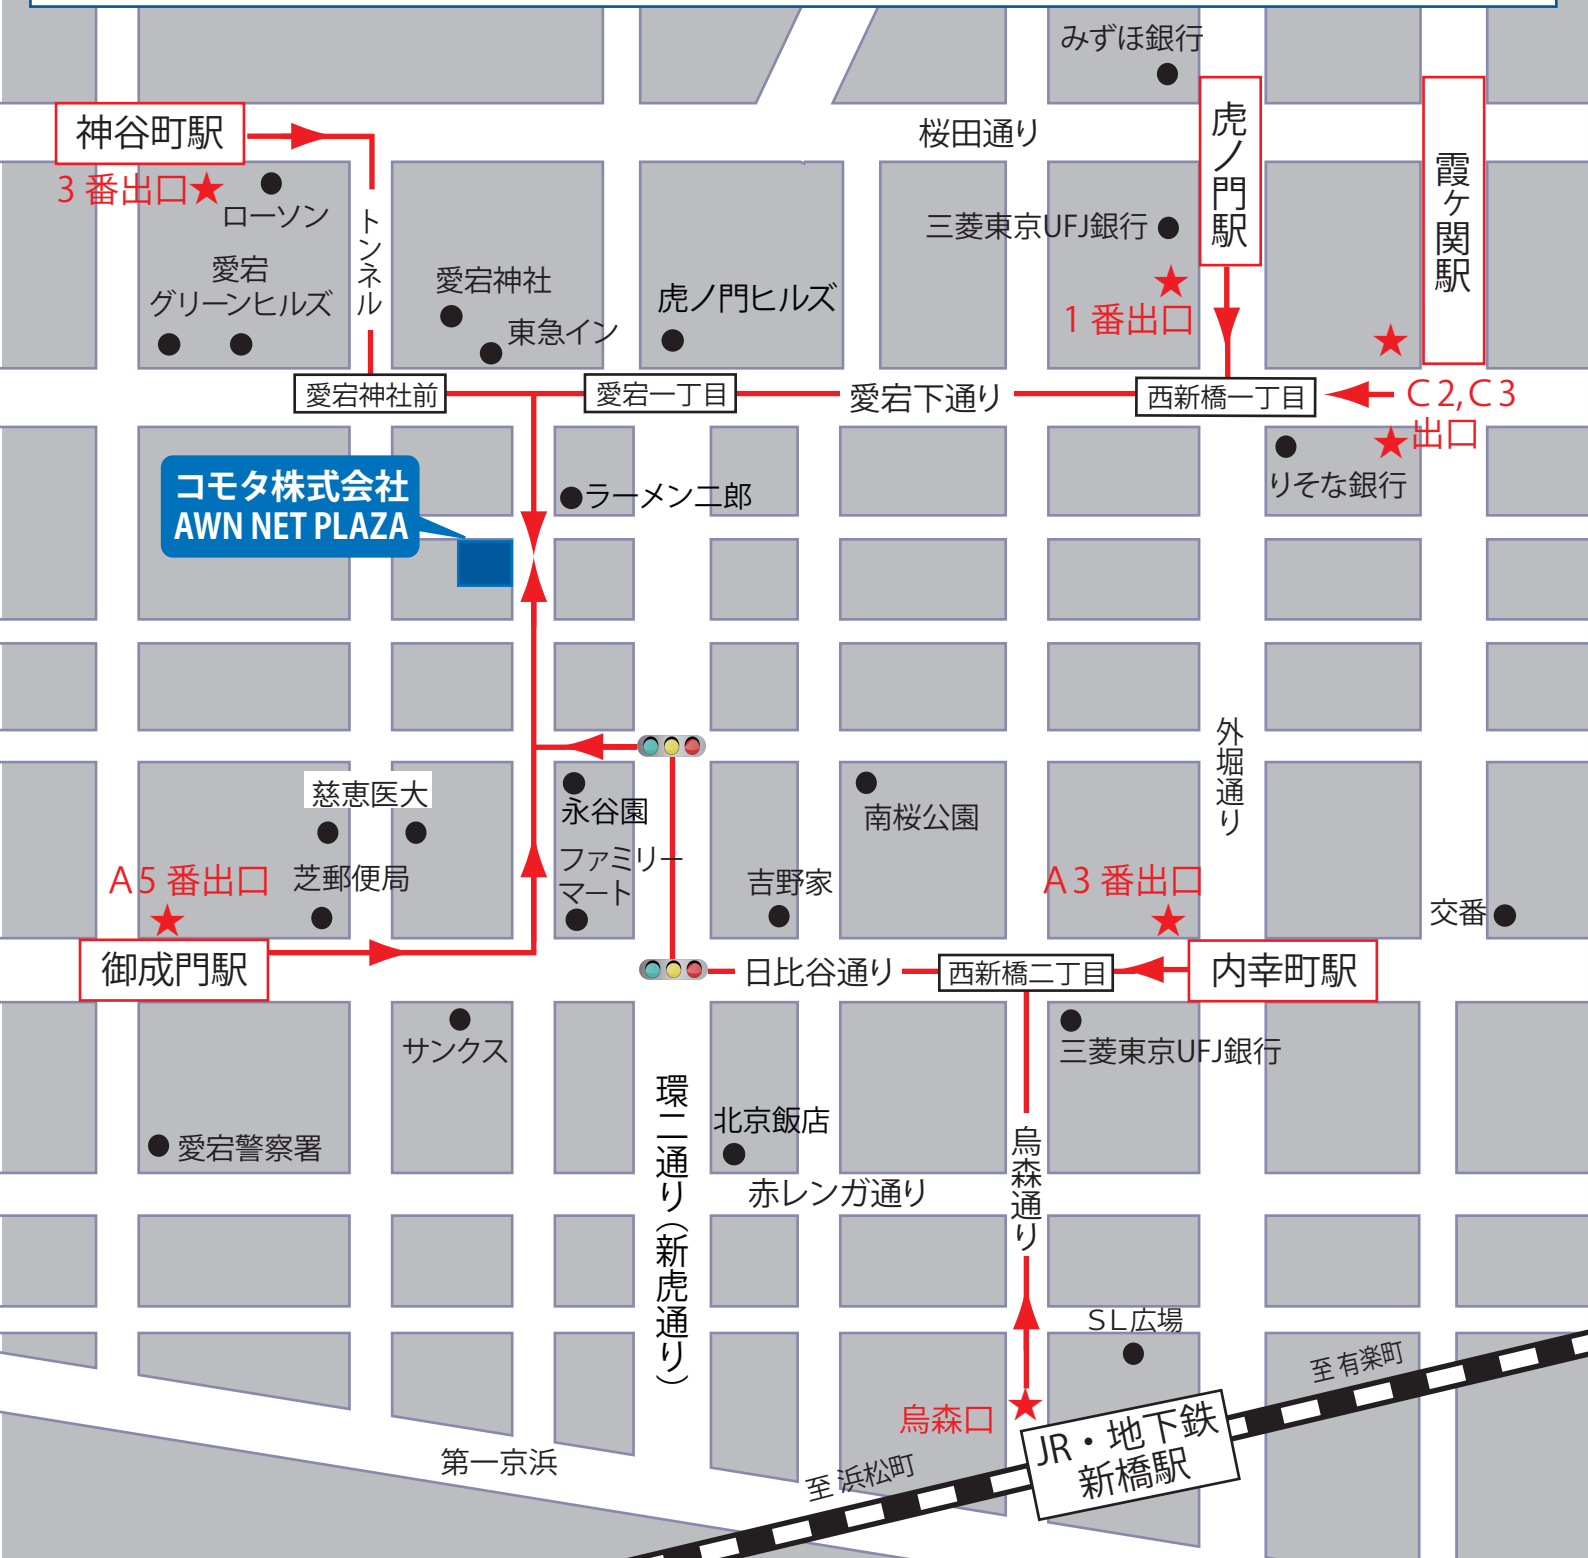 みずほ銀行
神谷町駅
桜田通り
虎ノ門駅
霞ヶ関駅
3 番出口
ローソン
トンネル
三菱東京UFJ銀行
愛宕
グリーンヒルズ
愛宕神社
東急イン
虎ノ門ヒルズ
1 番出口
愛宕神社前
愛宕一丁目
愛宕下通り
西新橋一丁目
C2,C3
出口
コモタ株式会社
AWN NET PLAZA
ラーメン二郎
りそな銀行
外堀通り
慈恵医大
永谷園
南桜公園
A5 番出口
芝郵便局
ファミリー
マート
吉野家
A3 番出口
交番
御成門駅
日比谷通り
西新橋二丁目
内幸町駅
サンクス
三菱東京UFJ銀行
環二通り(新虎通り)
北京飯店
愛宕警察署
烏森通り
赤レンガ通り
SL広場
至 有楽町
烏森口
JR・地下鉄
新橋駅
第一京浜
至 浜松町